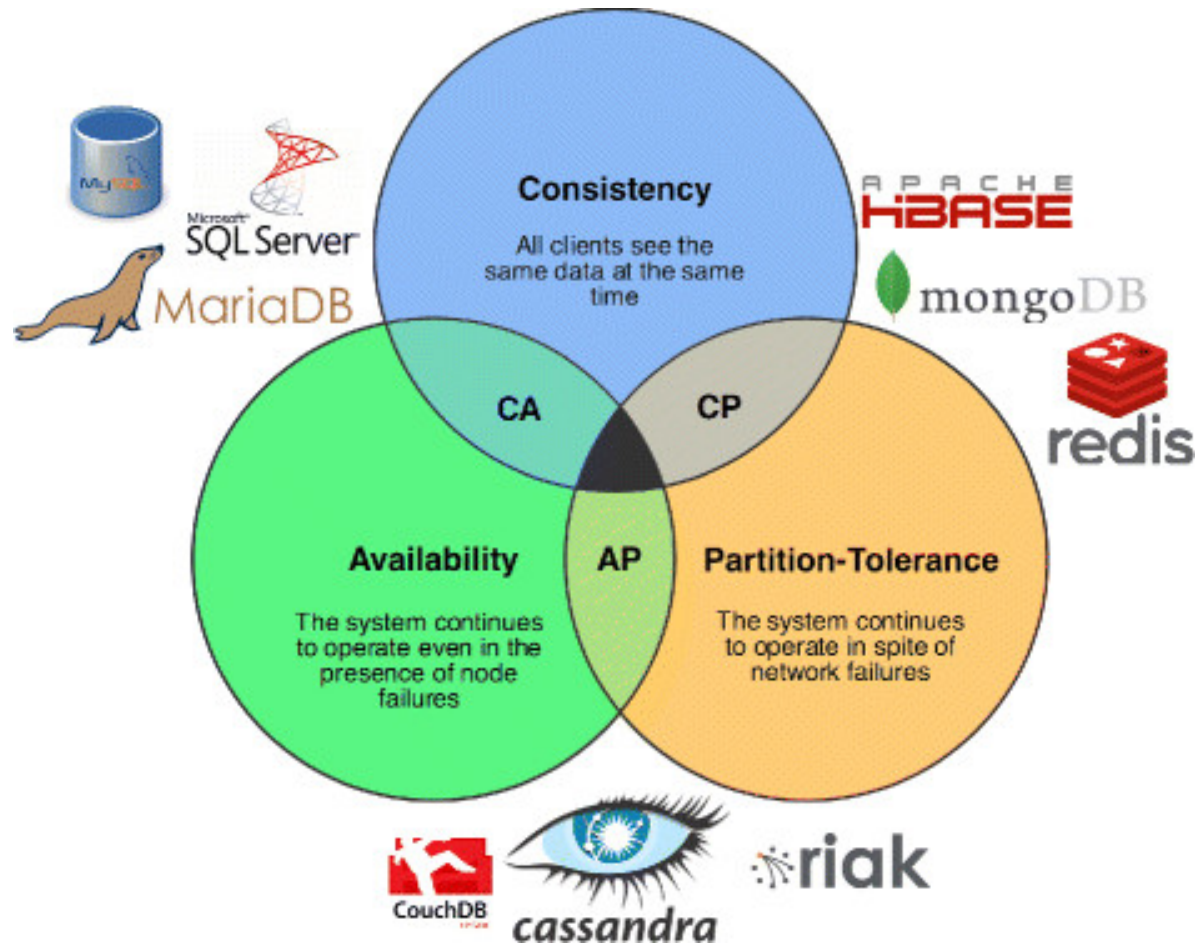 MySQL
Microsoft
SQL Server
MariaDB
Consistency
All clients see the
same data at the same
time
APACHE
HBASE
mongoDB
redis
CA
CP
AP
Availability
The system continues
to operate even in the
presence of node
failures
Partition-Tolerance
The system continues
to operate in spite of
network failures
CouchDB
cassandra
riak